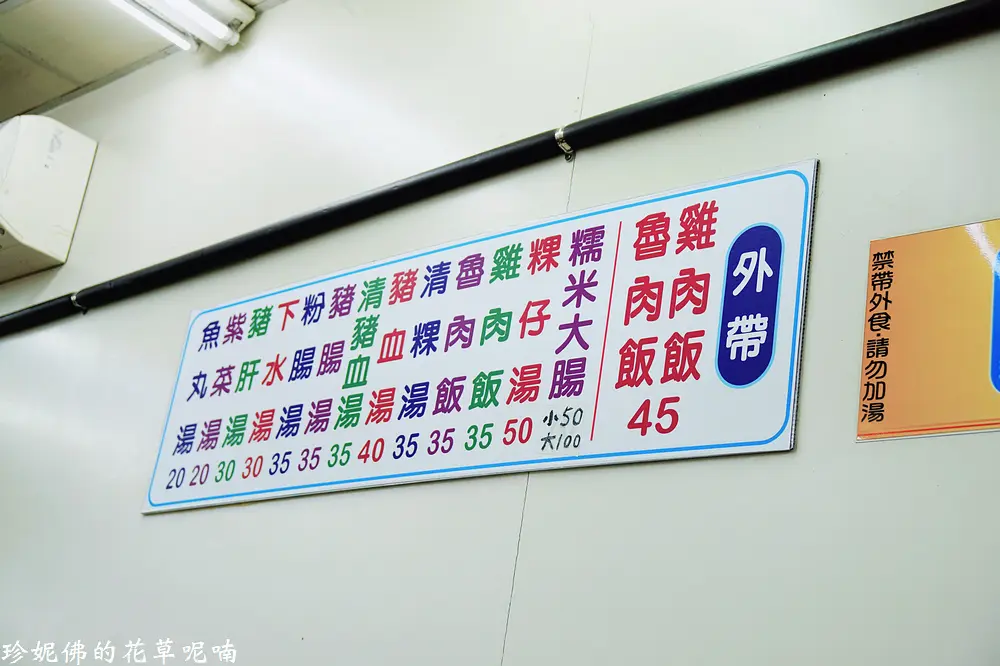 禁帶外食·請勿加湯
外帶
雞肉飯
魯肉飯
45
糯米大腸
小50
大100
粿仔湯 50
雞肉飯 35
魯肉飯 35
清粿湯 35
豬血湯 40
清豬血湯 35
豬腸湯 35
粉腸湯 35
下水湯 30
豬肝湯 30
紫菜湯 20
魚丸湯 20
珍妮佛的花草呢喃